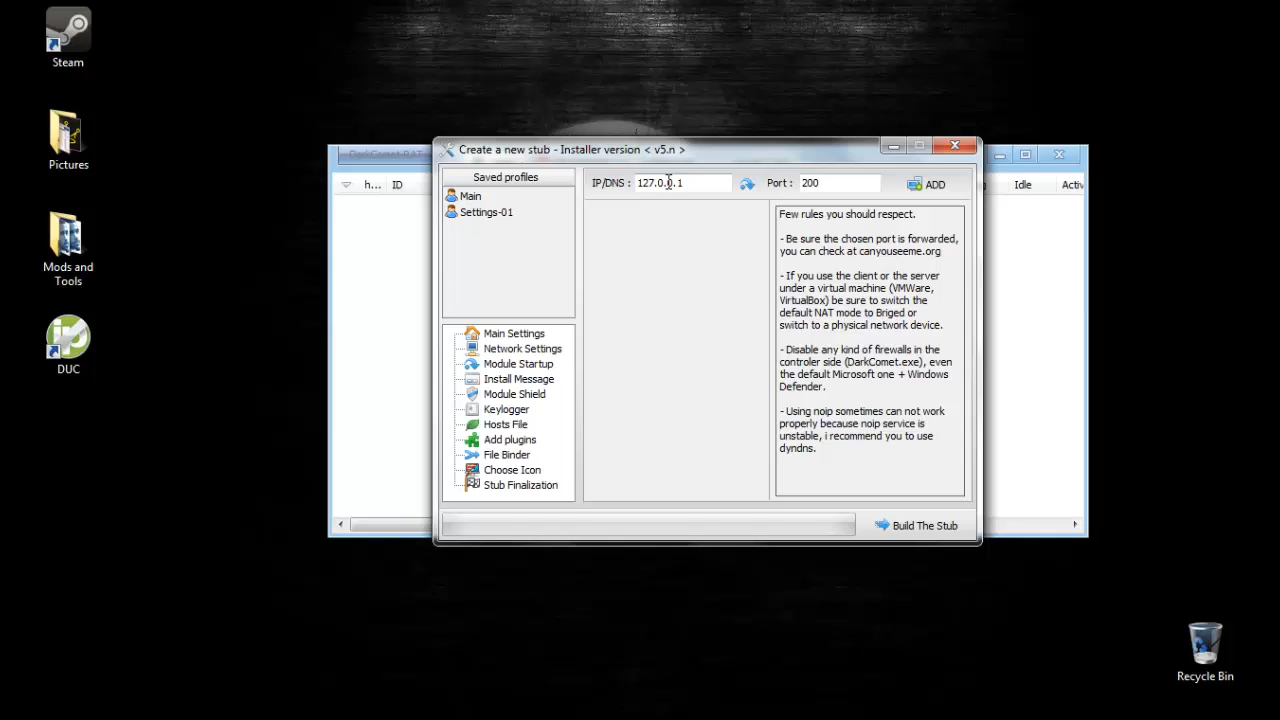 Steam
Pictures
Mods and
Tools
DUC
Recycle Bin
DarkComet-RAT
h...
ID
Idle
Activ
Create a new stub - Installer version < v5.n >
Saved profiles
Main
Settings-01
Main Settings
Network Settings
Module Startup
Install Message
Module Shield
Keylogger
Hosts File
Add plugins
File Binder
Choose Icon
Stub Finalization
IP/DNS : 127.0.0.1
Port : 200
ADD
Few rules you should respect.
- Be sure the chosen port is forwarded,
you can check at canyouseeme.org
- If you use the client or the server
under a virtual machine (VMWare,
VirtualBox) be sure to switch the
default NAT mode to Briged or
switch to a physical network device.
- Disable any kind of firewalls in the
controler side (DarkComet.exe), even
the default Microsoft one + Windows
Defender.
- Using noip sometimes can not work
properly because noip service is
unstable, i recommend you to use
dyndns.
Build The Stub